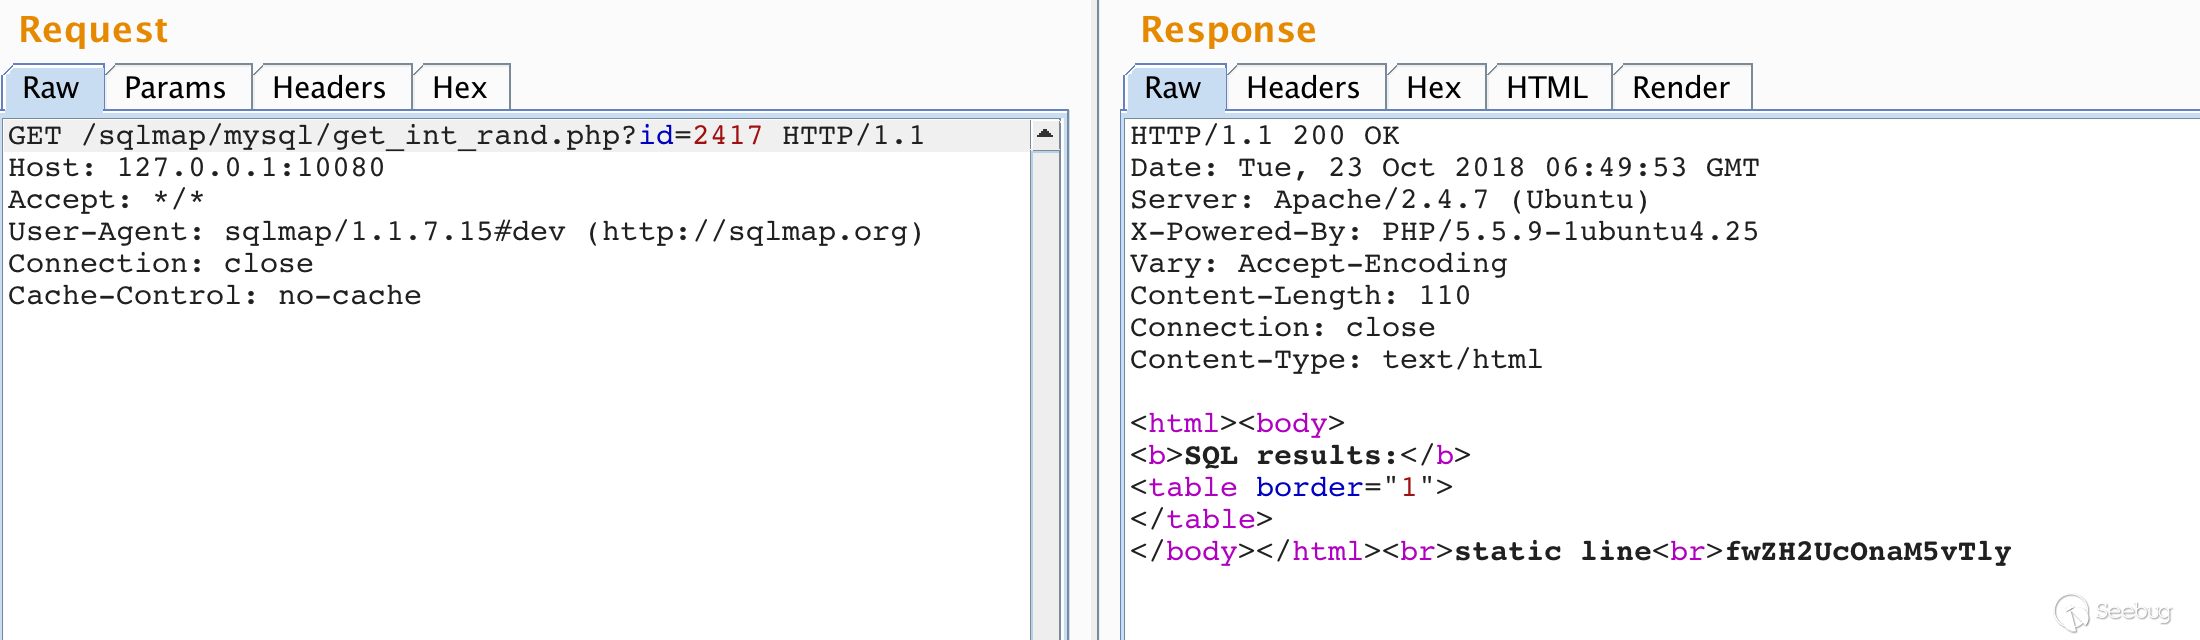 Request
Raw Params Headers Hex
GET /sqlmap/mysql/get_int_rand.php?id=2417 HTTP/1.1
Host: 127.0.0.1:10080
Accept: */*
User-Agent: sqlmap/1.1.7.15#dev (http://sqlmap.org)
Connection: close
Cache-Control: no-cache
Response
Raw Headers Hex HTML Render
HTTP/1.1 200 OK
Date: Tue, 23 Oct 2018 06:49:53 GMT
Server: Apache/2.4.7 (Ubuntu)
X-Powered-By: PHP/5.5.9-1ubuntu4.25
Vary: Accept-Encoding
Content-Length: 110
Connection: close
Content-Type: text/html
<html><body>
<b>SQL results:</b>
<table border="1">
</table>
</body></html><br>static line<br>fwZH2UcOnaM5vTly
Seebug